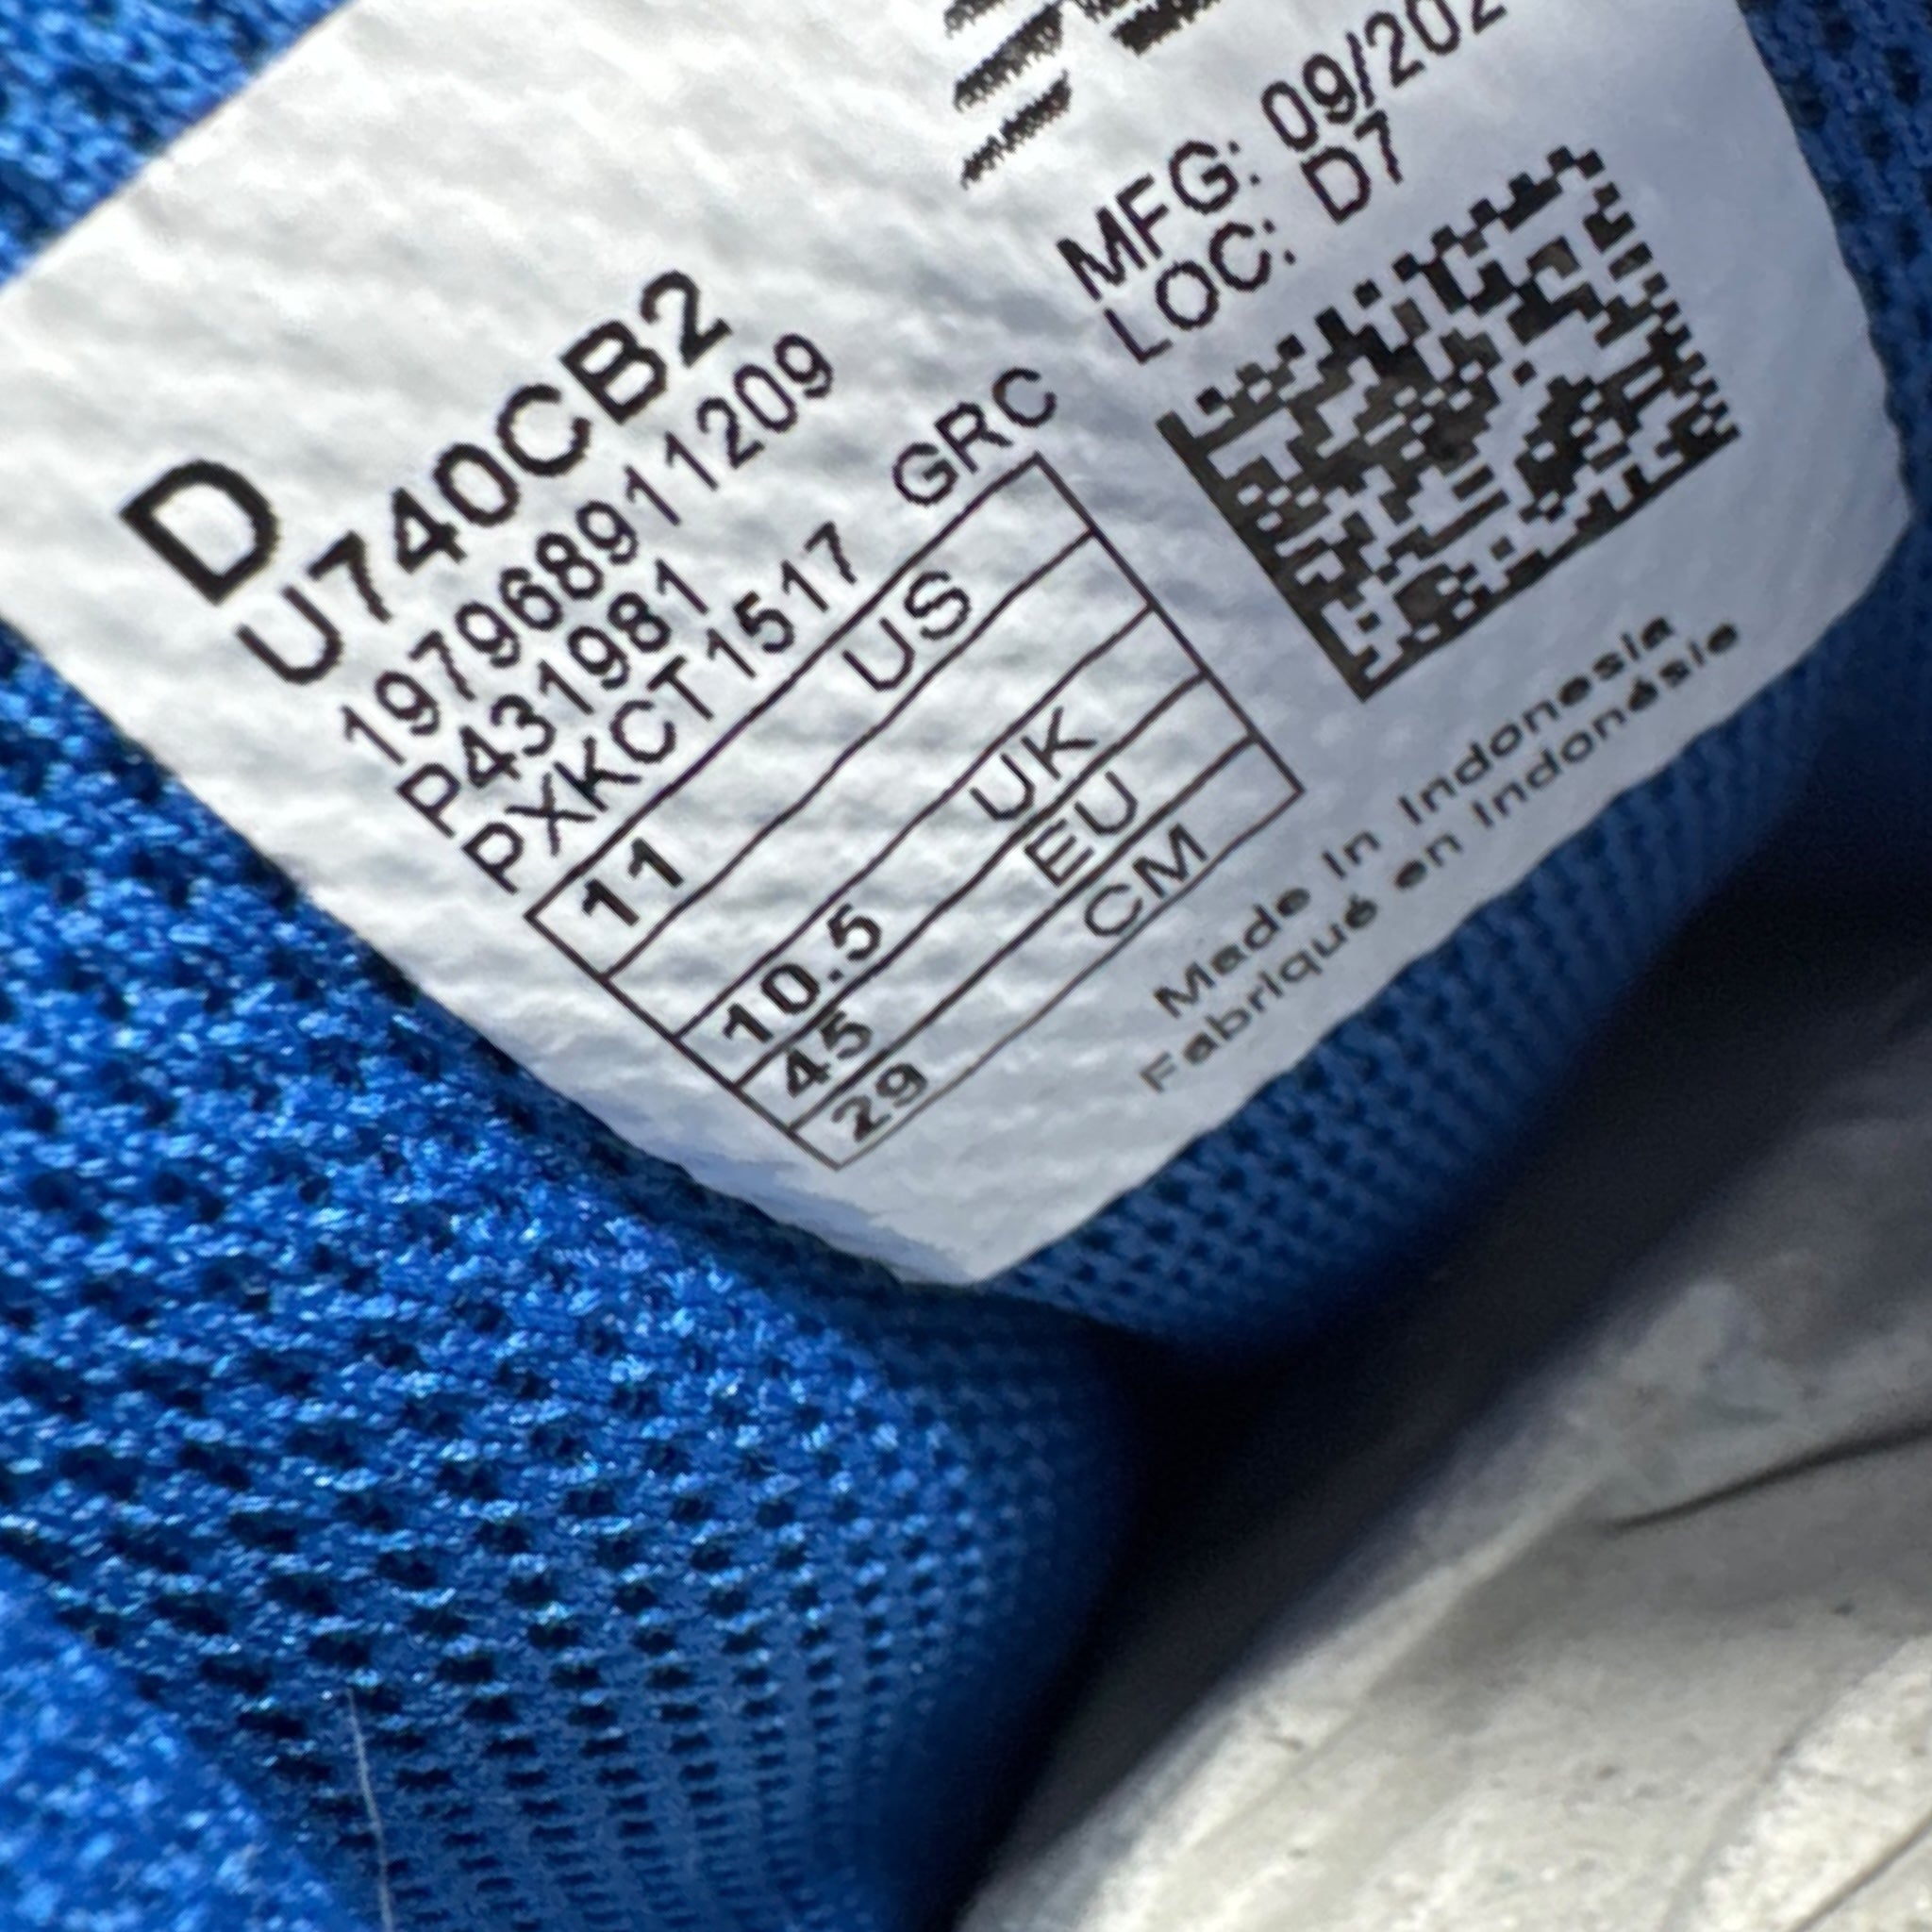 MFG: 09/202
LOC: D7
D
U740CB2
197968911209
P431981
PXKCT1517 GRC
11 US
10.5 UK
45 EU
29 CM
Made in Indonesia
Fabriqué en Indonésie